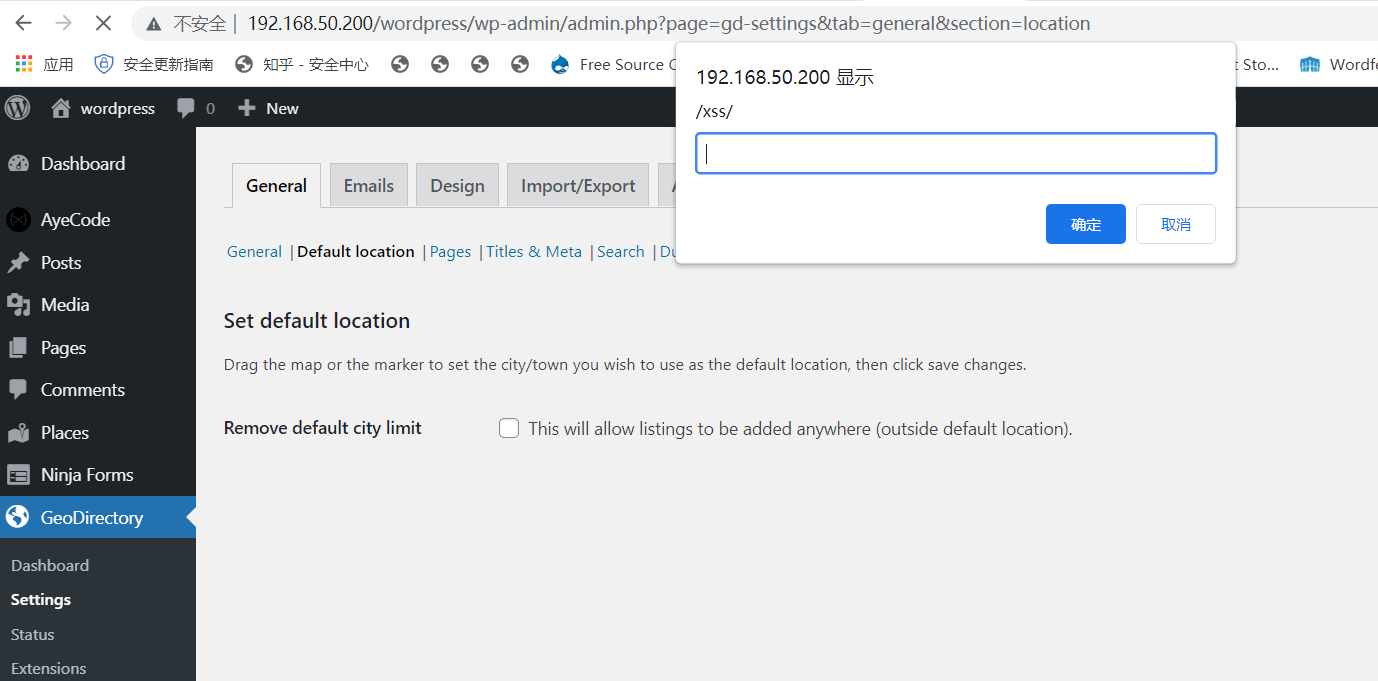 不安全 | 192.168.50.200/wordpress/wp-admin/admin.php?page=gd-settings&tab=general&section=location
应用 安全更新指南 知乎 - 安全中心 Free Source t Sto... Wordfe
192.168.50.200 显示
/xss/
确定 取消
wordpress 0 New
Dashboard
AyeCode
Posts
Media
Pages
Comments
Places
Ninja Forms
GeoDirectory
Dashboard
Settings
Status
Extensions
General Emails Design Import/Export
General | Default location | Pages | Titles & Meta | Search | Du
Set default location
Drag the map or the marker to set the city/town you wish to use as the default location, then click save changes.
Remove default city limit This will allow listings to be added anywhere (outside default location).